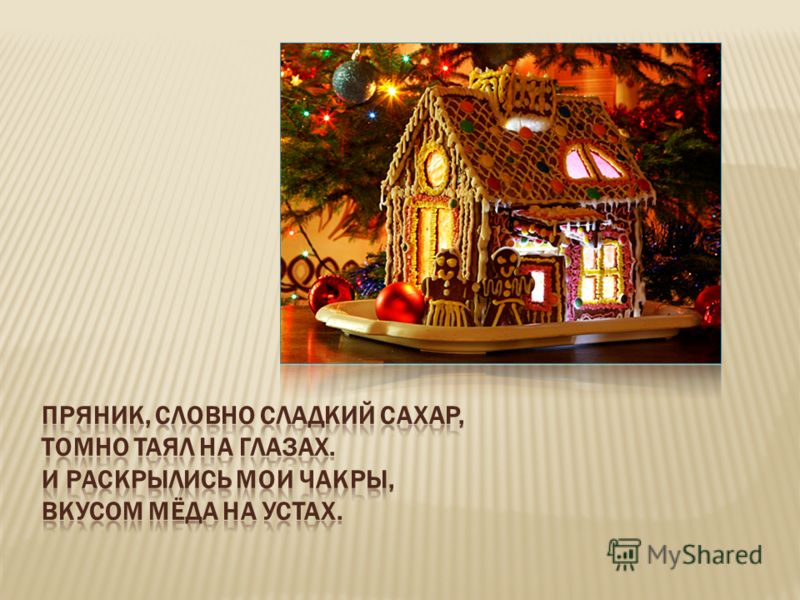 ПРЯНИК, СЛОВНО СЛАДКИЙ САХАР,
ТОМНО ТАЯЛ НА ГЛАЗАХ.
И РАСКРЫЛИСЬ МОИ ЧАКРЫ,
ВКУСОМ МЁДА НА УСТАХ.
MyShared